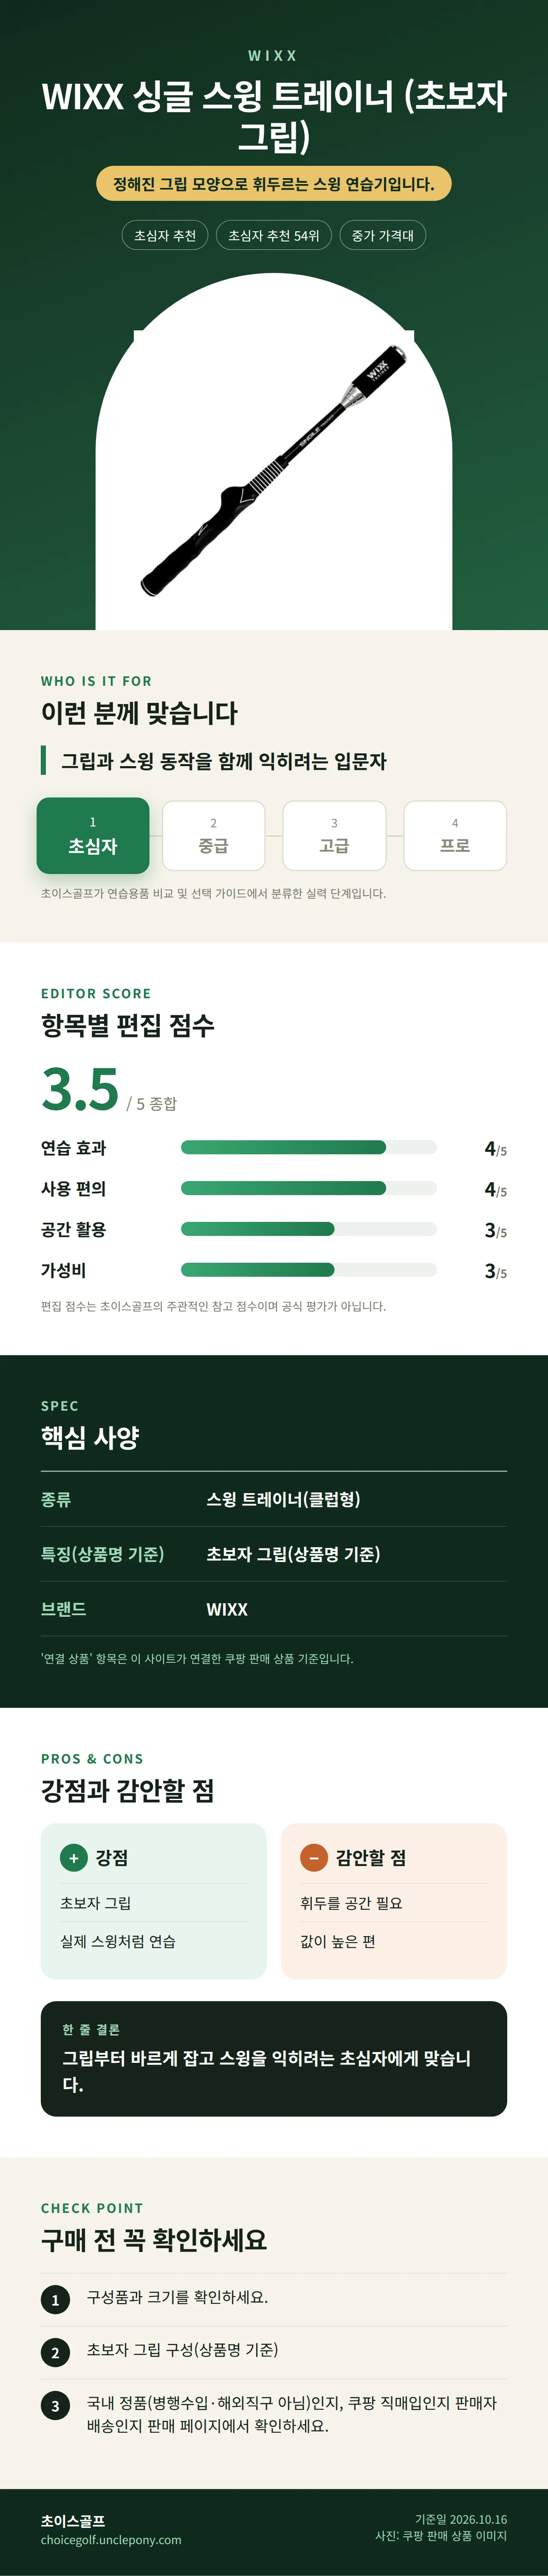 WIXX
WIXX 싱글 스윙 트레이너 (초보자
그립)
정해진 그립 모양으로 휘두르는 스윙 연습기입니다.
초심자 추천
초심자 추천 54위
중가 가격대
WIXX
TRAINER
SINGLE
WHO IS IT FOR
이런 분께 맞습니다
그립과 스윙 동작을 함께 익히려는 입문자
1
초심자
2
중급
3
고급
4
프로
초이스골프가 연습용품 비교 및 선택 가이드에서 분류한 실력 단계입니다.
EDITOR SCORE
항목별 편집 점수
3.5 / 5 종합
연습 효과 4/5
사용 편의 4/5
공간 활용 3/5
가성비 3/5
편집 점수는 초이스골프의 주관적인 참고 점수이며 공식 평가가 아닙니다.
SPEC
핵심 사양
종류 스윙 트레이너(클럽형)
특징(상품명 기준) 초보자 그립(상품명 기준)
브랜드 WIXX
'연결 상품' 항목은 이 사이트가 연결한 쿠팡 판매 상품 기준입니다.
PROS & CONS
강점과 감안할 점
+ 강점
초보자 그립
실제 스윙처럼 연습
− 감안할 점
휘두를 공간 필요
값이 높은 편
한 줄 결론
그립부터 바르게 잡고 스윙을 익히려는 초심자에게 맞습니
다.
CHECK POINT
구매 전 꼭 확인하세요
1 구성품과 크기를 확인하세요.
2 초보자 그립 구성(상품명 기준)
3 국내 정품(병행수입·해외직구 아님)인지, 쿠팡 직매입인지 판매자
배송인지 판매 페이지에서 확인하세요.
초이스골프
choicegolf.unclepony.com
기준일 2026.10.16
사진: 쿠팡 판매 상품 이미지